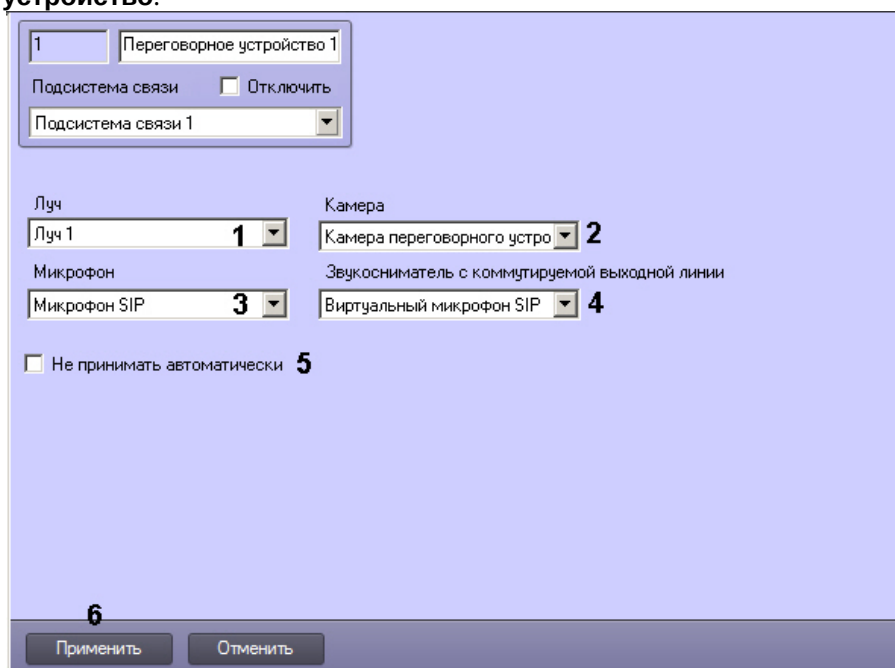 устройство.
1 Переговорное устройство 1
Подсистема связи Отключить
Подсистема связи 1
Луч Камера
Луч 1 1 Камера переговорного устро 2
Микрофон Звукосниматель с коммутируемой выходной линии
Микрофон SIP 3 Виртуальный микрофон SIP 4
Не принимать автоматически 5
6
Применить Отменить